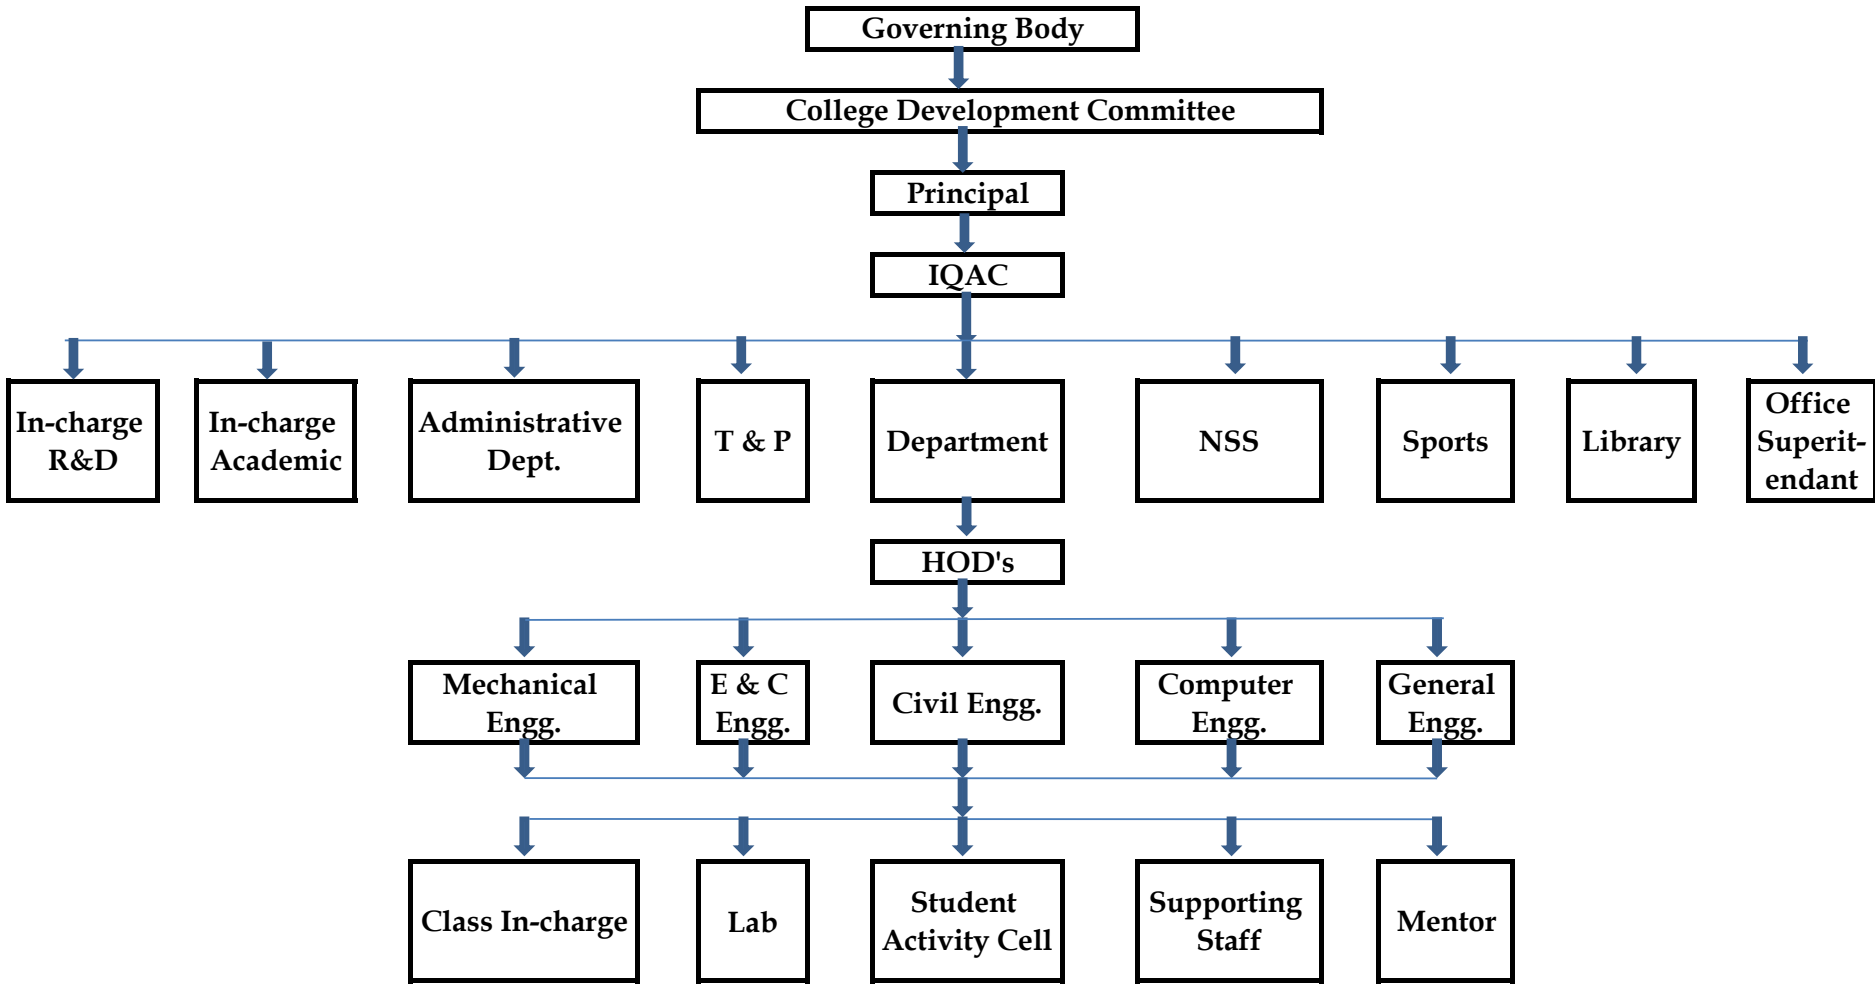 Governing Body
College Development Committee
Principal
IQAC
In-charge
R&D
In-charge
Academic
Administrative
Dept.
T & P
Department
NSS
Sports
Library
Office
Superit-
endant
HOD's
Mechanical
Engg.
E & C
Engg.
Civil Engg.
Computer
Engg.
General
Engg.
Class In-charge
Lab
Student
Activity Cell
Supporting
Staff
Mentor